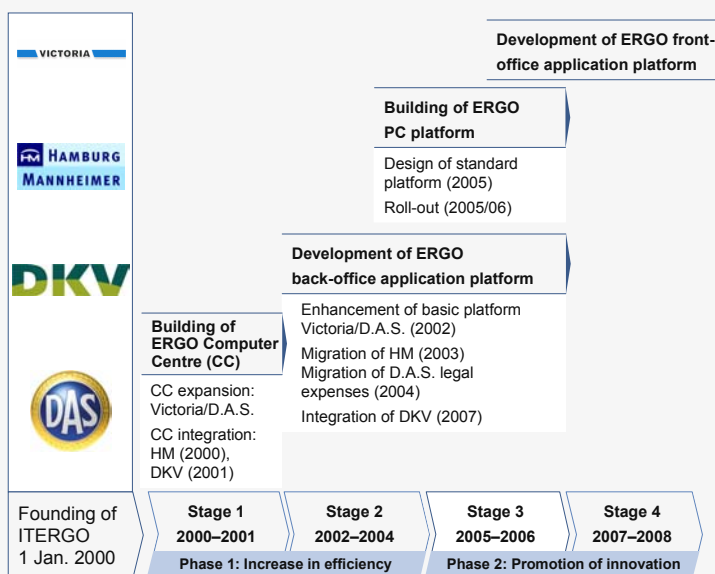 VICTORIA
HM HAMBURG
MANNHEIMER
DKV
DAS
Development of ERGO front-
office application platform
Building of ERGO
PC platform
Design of standard
platform (2005)
Roll-out (2005/06)
Development of ERGO
back-office application platform
Enhancement of basic platform
Victoria/D.A.S. (2002)
Migration of HM (2003)
Migration of D.A.S. legal
expenses (2004)
Integration of DKV (2007)
Building of
ERGO Computer
Centre (CC)
CC expansion:
Victoria/D.A.S.
CC integration:
HM (2000),
DKV (2001)
Founding of
ITERGO
1 Jan. 2000
Stage 1
2000–2001
Stage 2
2002–2004
Stage 3
2005–2006
Stage 4
2007–2008
Phase 1: Increase in efficiency
Phase 2: Promotion of innovation